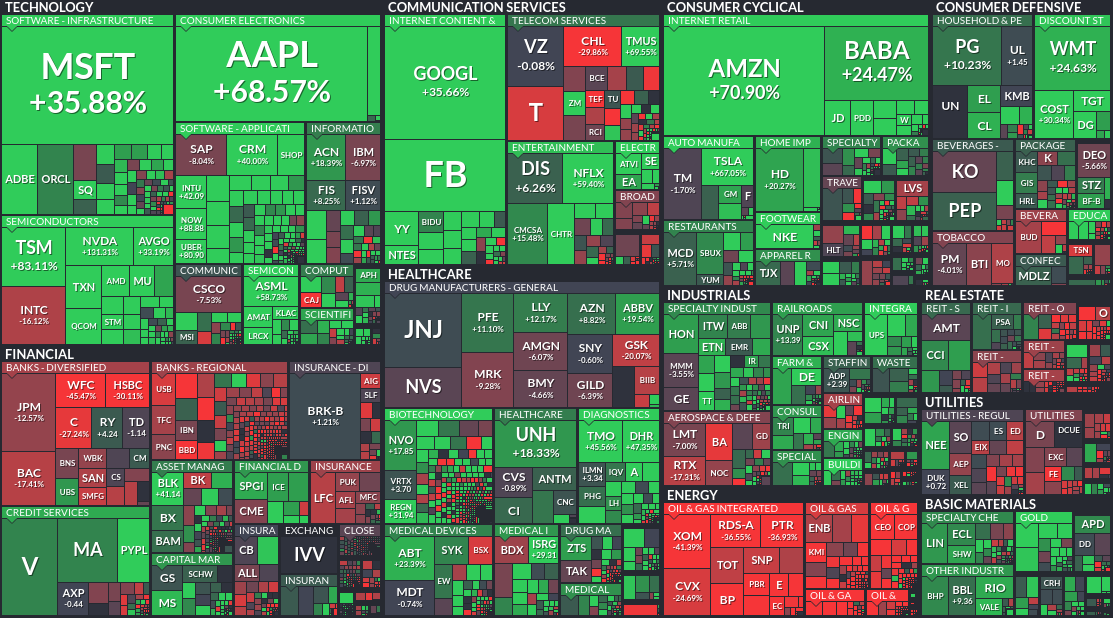 TECHNOLOGY
SOFTWARE - INFRASTRUCTURE
MSFT
+35.88%
ADBE
ORCL
SQ
CONSUMER ELECTRONICS
AAPL
+68.57%
SOFTWARE - APPLICATI
SAP
-8.04%
CRM
+40.00%
SHOP
INTU
+42.09
NOW
+88.88
UBER
+80.90
INFORMATIO
ACN
+18.39%
IBM
-6.97%
FIS
+8.25%
FISV
+1.12%
SEMICONDUCTORS
TSM
+83.11%
NVDA
+131.31%
AVGO
+33.19%
INTC
-16.12%
TXN
AMD
MU
QCOM
STM
COMMUNIC
CSCO
-7.53%
MSI
SEMICON
ASML
+58.73%
AMAT
KLAC
LRCX
COMPUT
CAJ
SCIENTIFI
APH
FINANCIAL
BANKS - DIVERSIFIED
JPM
-12.57%
WFC
-45.47%
HSBC
-30.11%
C
-27.24%
RY
+4.24
TD
-1.14
BAC
-17.41%
BNS
WBK
CM
SAN
CS
UBS
SMFG
BANKS - REGIONAL
USB
TFC
IBN
PNC
BBD
INSURANCE - DI
BRK-B
+1.21%
AIG
SLF
ASSET MANAG
BLK
+41.14
BK
BX
BAM
FINANCIAL D
SPGI
ICE
CME
INSURANCE
LFC
PUK
AFL
MFC
CREDIT SERVICES
V
MA
PYPL
AXP
-0.44
CAPITAL MAR
GS
SCHW
MS
INSURA
CB
ALL
EXCHANG
IVV
INSURAN
CLOSE
COMMUNICATION SERVICES
INTERNET CONTENT &
GOOGL
+35.66%
FB
YY
BIDU
NTES
TELECOM SERVICES
VZ
-0.08%
CHL
-29.86%
TMUS
+69.55%
T
BCE
ZM
TEF
TU
RCI
ENTERTAINMENT
DIS
+6.26%
NFLX
+59.40%
CMCSA
+15.48%
CHTR
ELECTR
ATVI
SE
EA
BROAD
HEALTHCARE
DRUG MANUFACTURERS - GENERAL
JNJ
NVS
PFE
+11.10%
LLY
+12.17%
AZN
+8.82%
ABBV
+19.54%
MRK
-9.28%
AMGN
-6.07%
SNY
-0.60%
GSK
-20.07%
BMY
-4.66%
GILD
-6.39%
BIIB
BIOTECHNOLOGY
NVO
+17.85
VRTX
+3.70
REGN
+21.94
HEALTHCARE
UNH
+18.33%
CVS
-0.89%
ANTM
CI
CNC
DIAGNOSTICS
TMO
+45.56%
DHR
+47.35%
ILMN
+3.34
IQV
A
PHG
LH
MEDICAL DEVICES
ABT
+23.39%
SYK
BSX
MDT
-0.74%
EW
MEDICAL I
BDX
ISRG
+29.31
DRUG MA
ZTS
TAK
MEDICAL
CONSUMER CYCLICAL
INTERNET RETAIL
AMZN
+70.90%
BABA
+24.47%
JD
PDD
W
AUTO MANUFA
TM
-1.70%
TSLA
+667.05%
GM
F
HOME IMP
HD
+20.27%
SPECIALTY
PACKA
TRAVE
LVS
RESTAURANTS
MCD
+5.71%
SBUX
YUM
FOOTWEAR
NKE
APPAREL R
TJX
HLT
INDUSTRIALS
SPECIALTY INDUST
HON
ITW
ABB
ETN
EMR
MMM
-3.55%
IR
GE
TT
RAILROADS
UNP
+13.39
CNI
NSC
CSX
INTEGRA
UPS
FARM &
DE
STAFFIN
ADP
+2.39
WASTE
AEROSPACE & DEFE
LMT
-7.00%
BA
GD
RTX
-17.31%
NOC
CONSUL
TRI
SPECIAL
AIRLIN
ENGIN
BUILDI
ENERGY
OIL & GAS INTEGRATED
XOM
-41.39%
RDS-A
-36.55%
PTR
-36.93%
CVX
-24.69%
TOT
SNP
BP
PBR
E
EC
OIL & GAS
ENB
KMI
OIL & G
CEO
COP
OIL & GA
OIL &
CONSUMER DEFENSIVE
HOUSEHOLD & PE
PG
+10.23%
UL
+1.45
UN
EL
KMB
CL
DISCOUNT ST
WMT
+24.63%
COST
+30.34%
TGT
DG
BEVERAGES -
KO
PEP
PACKAGE
KHC
K
GIS
HRL
DEO
-5.66%
STZ
BF-B
TOBACCO
PM
-4.01%
BTI
MO
BEVERA
BUD
EDUCA
TSN
CONFEC
MDLZ
REAL ESTATE
REIT - S
AMT
CCI
REIT - I
PSA
REIT -
REIT - O
O
REIT -
REIT -
UTILITIES
UTILITIES - REGUL
NEE
SO
ES
ED
EIX
AEP
DUK
+0.72
XEL
UTILITIES
D
DCUE
EXC
FE
BASIC MATERIALS
SPECIALTY CHE
LIN
ECL
SHW
GOLD
APD
DD
OTHER INDUSTR
BHP
BBL
+9.36
RIO
VALE
CRH